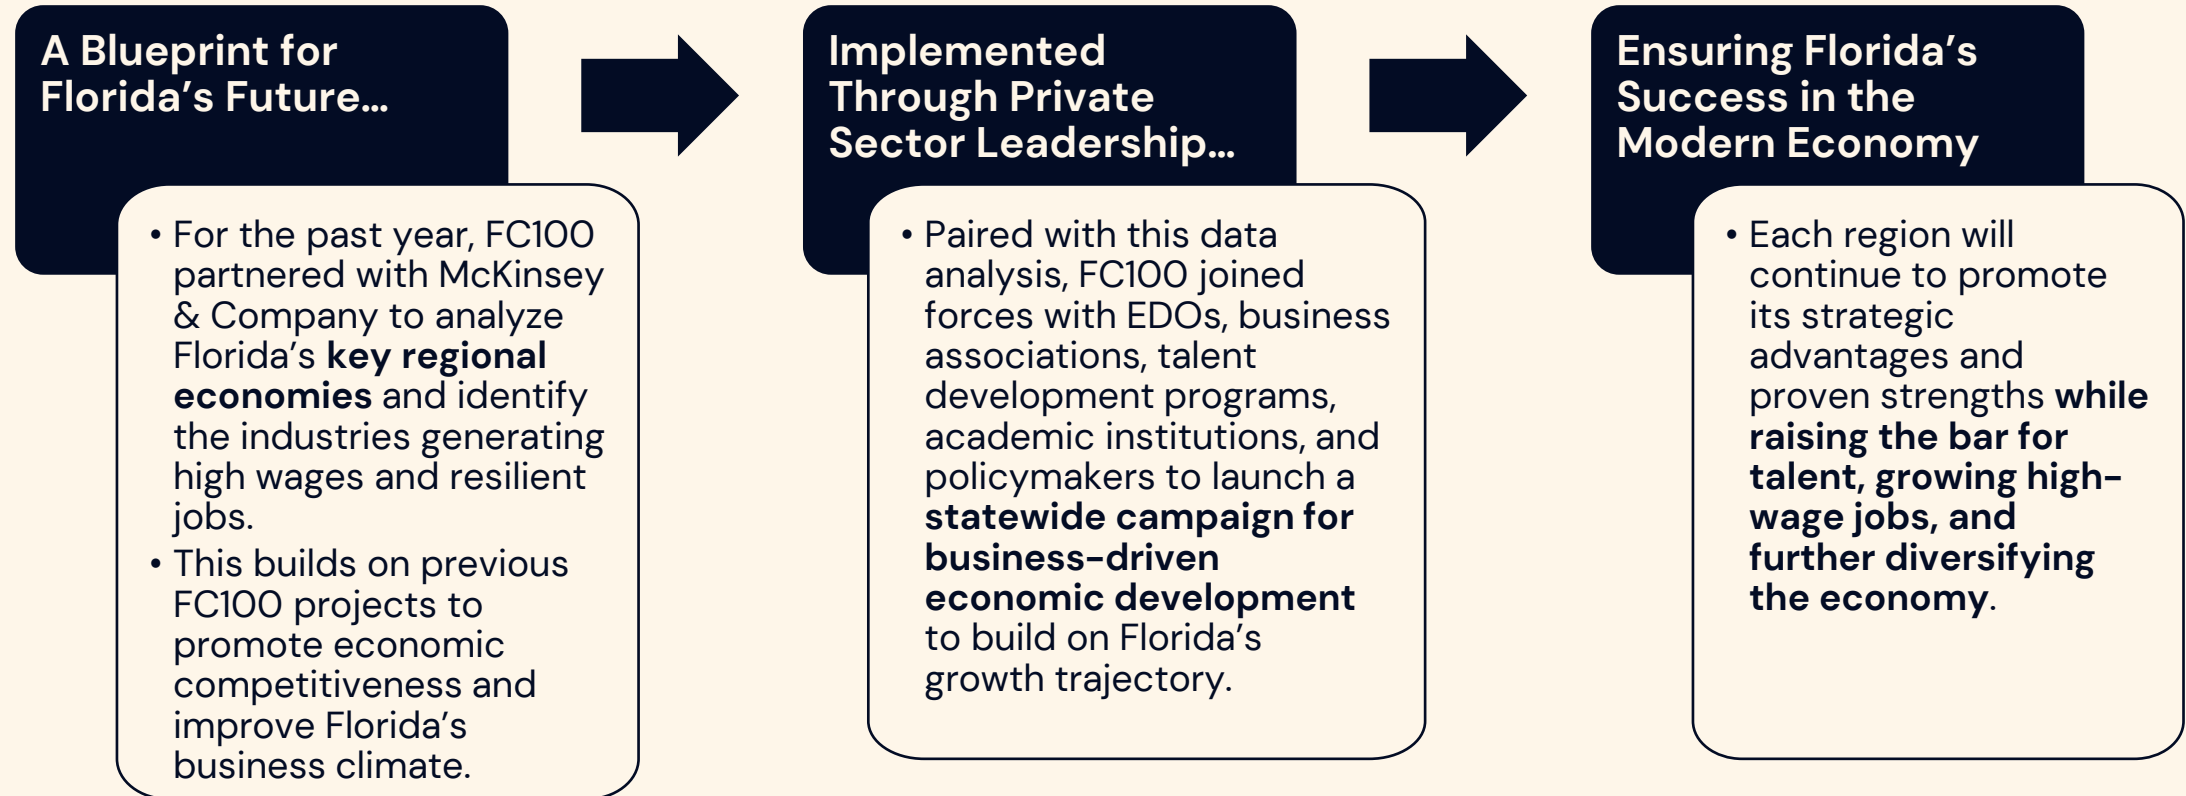 A Blueprint for
Florida’s Future…
• For the past year, FC100
partnered with McKinsey
& Company to analyze
Florida’s key regional
economies and identify
the industries generating
high wages and resilient
jobs.
• This builds on previous
FC100 projects to
promote economic
competitiveness and
improve Florida’s
business climate.
Implemented
Through Private
Sector Leadership…
• Paired with this data
analysis, FC100 joined
forces with EDOs, business
associations, talent
development programs,
academic institutions, and
policymakers to launch a
statewide campaign for
business-driven
economic development
to build on Florida’s
growth trajectory.
Ensuring Florida’s
Success in the
Modern Economy
• Each region will
continue to promote
its strategic
advantages and
proven strengths while
raising the bar for
talent, growing high-
wage jobs, and
further diversifying
the economy.